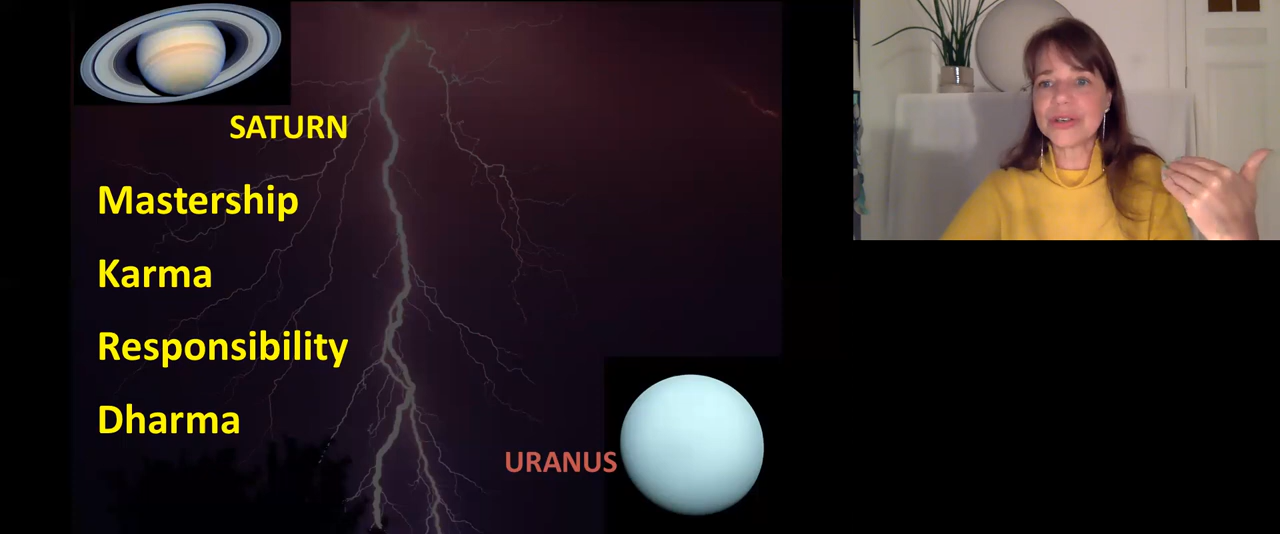 SATURN
Mastership
Karma
Responsibility
Dharma
URANUS